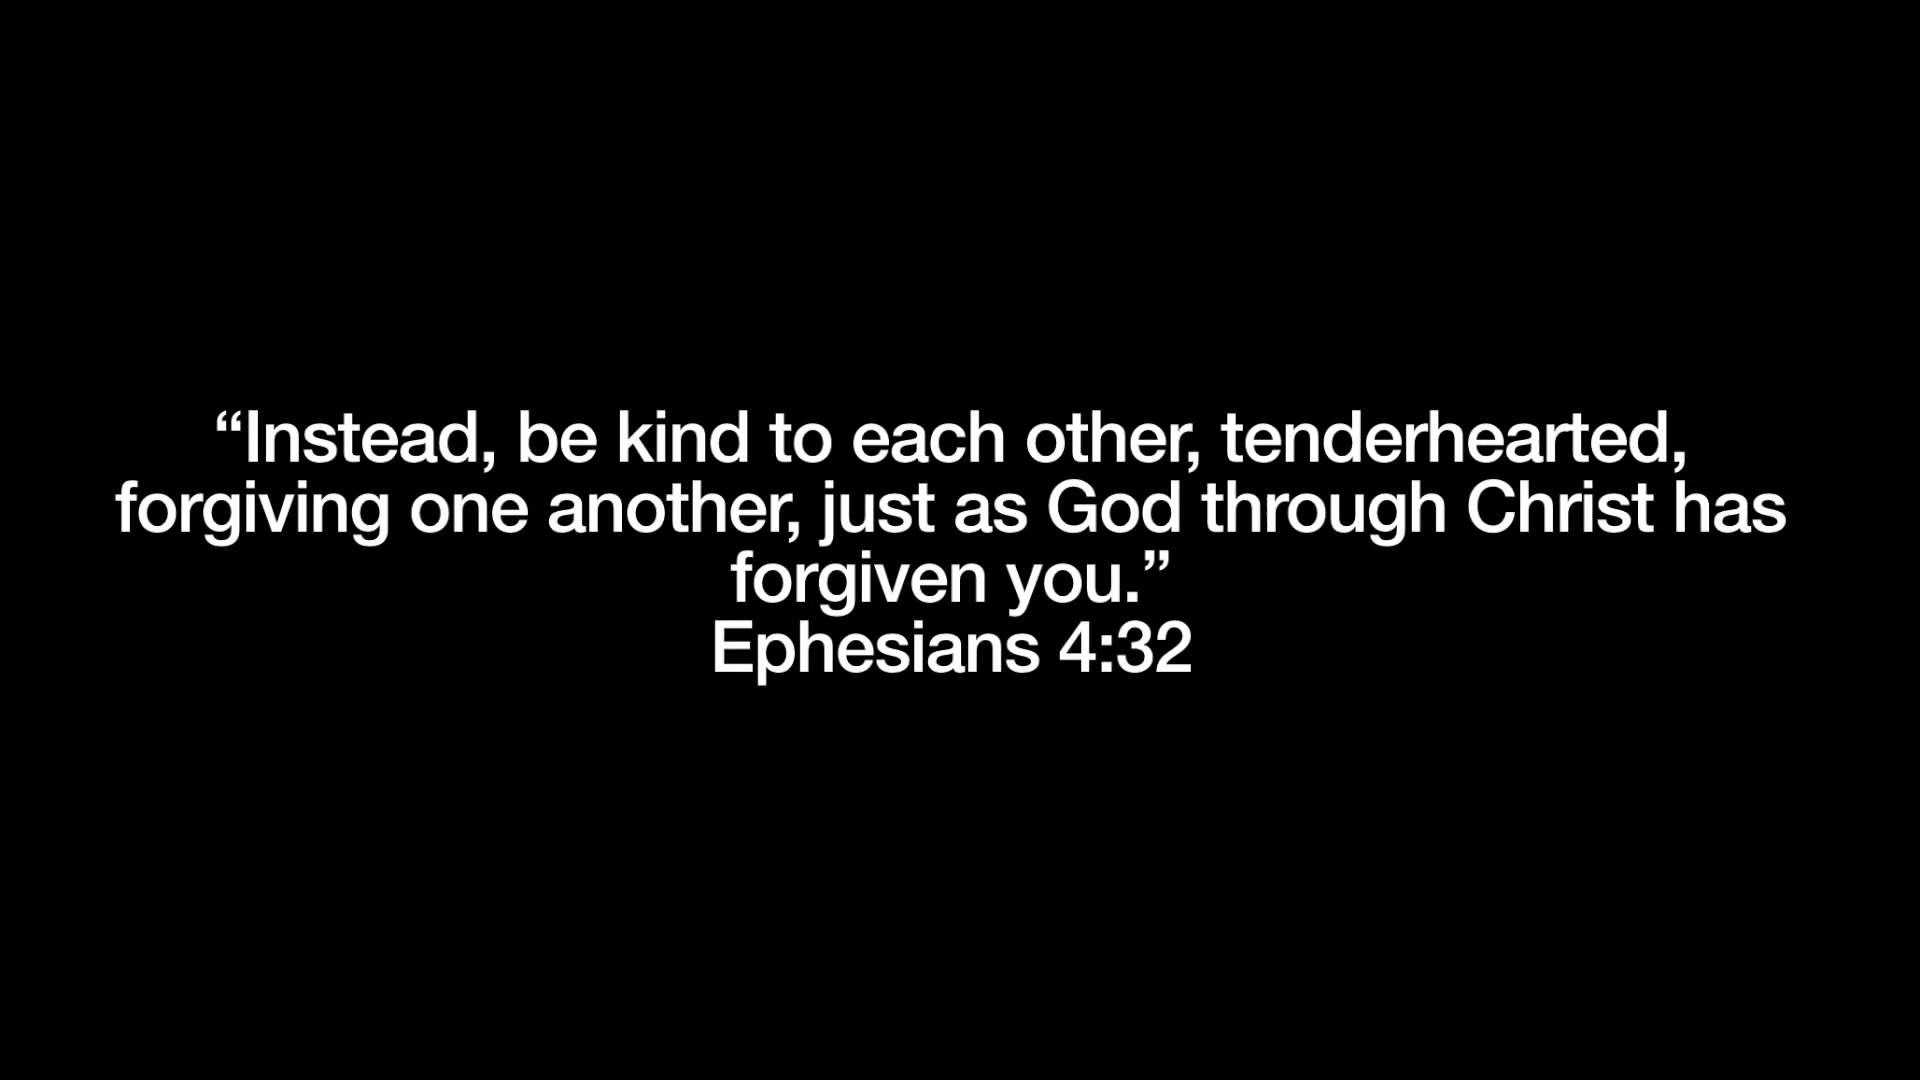 “Instead, be kind to each other, tenderhearted,
forgiving one another, just as God through Christ has
forgiven you.”
Ephesians 4:32